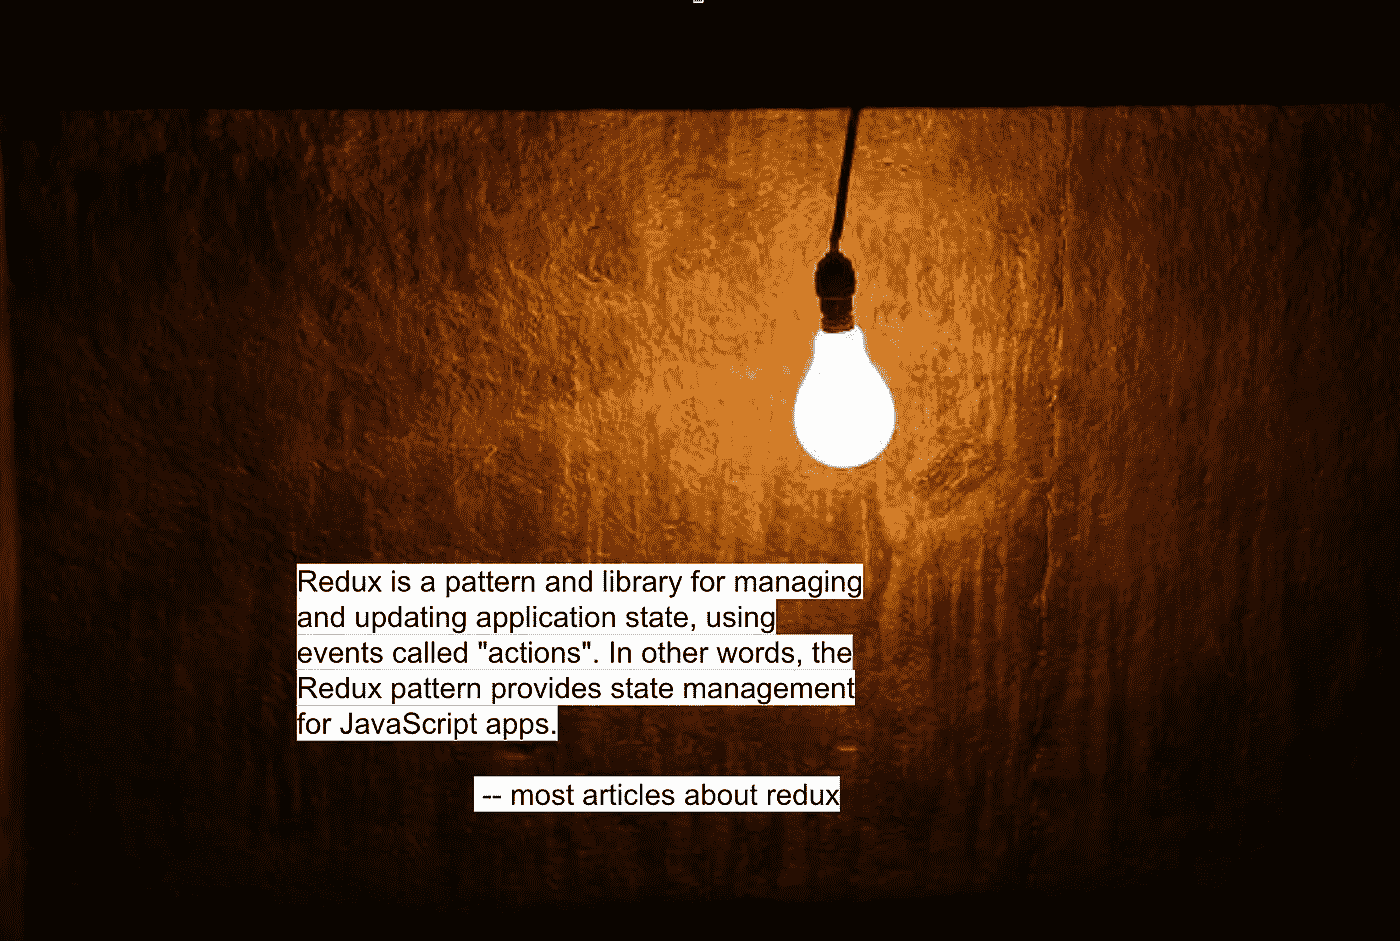 Redux is a pattern and library for managing
and updating application state, using
events called "actions". In other words, the
Redux pattern provides state management
for JavaScript apps.
-- most articles about redux